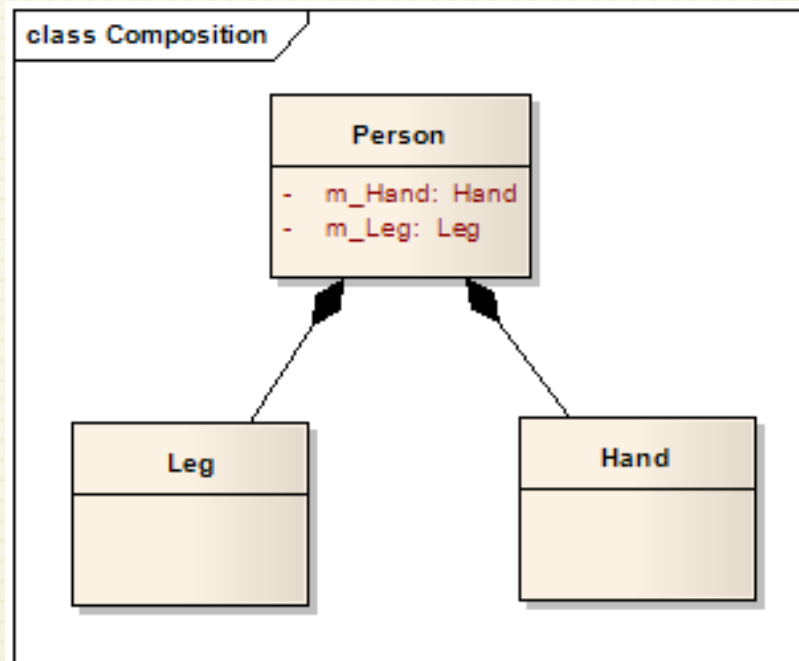 class Composition
Person
- m_Hand: Hand
- m_Leg: Leg
Leg
Hand